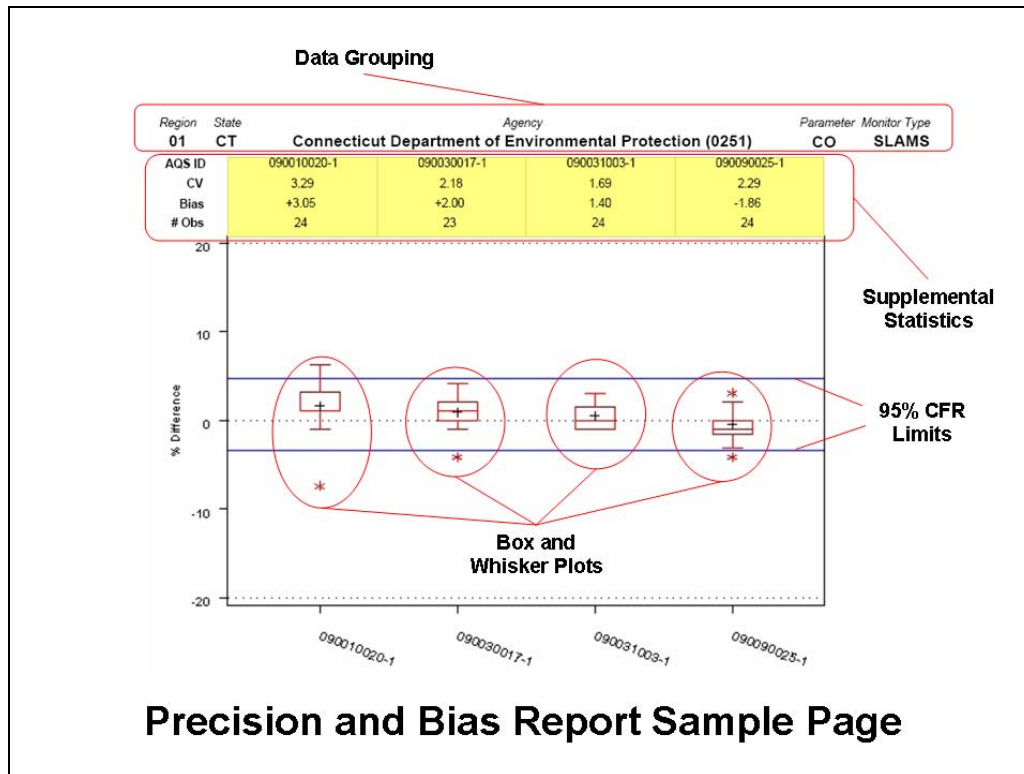 Data Grouping
Region State Agency Parameter Monitor Type
01 CT Connecticut Department of Environmental Protection (0251) CO SLAMS
AQS ID 090010020-1 090030017-1 090031003-1 090090025-1
CV 3.29 2.18 1.69 2.29
Bias +3.05 +2.00 1.40 -1.86
# Obs 24 23 24 24
20
Supplemental
Statistics
10
% Difference
95% CFR
Limits
0
-10
Box and
Whisker Plots
-20
090010020-1 090030017-1 090031003-1 090090025-1
Precision and Bias Report Sample Page